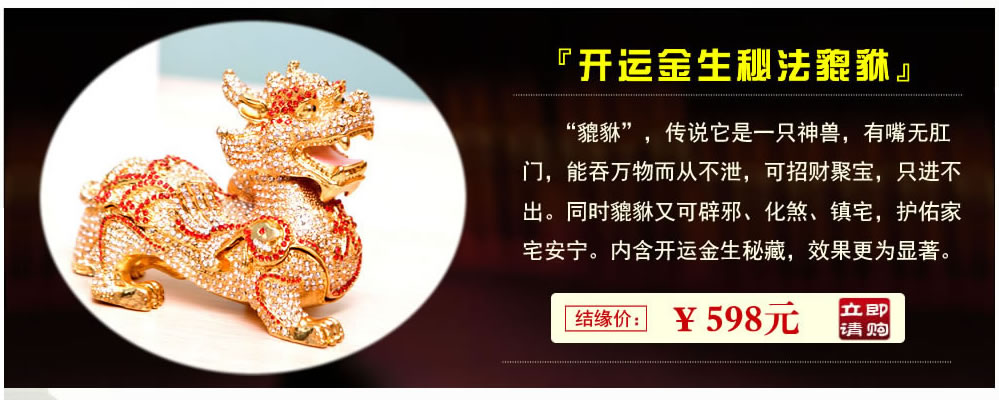 『开运金生秘法貔貅』
“貔貅”，传说它是一只神兽，有嘴无肛
门，能吞万物而从不泄，可招财聚宝，只进不
出。同时貔貅又可辟邪、化煞、镇宅，护佑家
宅安宁。内含开运金生秘藏，效果更为显著。
结缘价：
￥598元
立即
请购